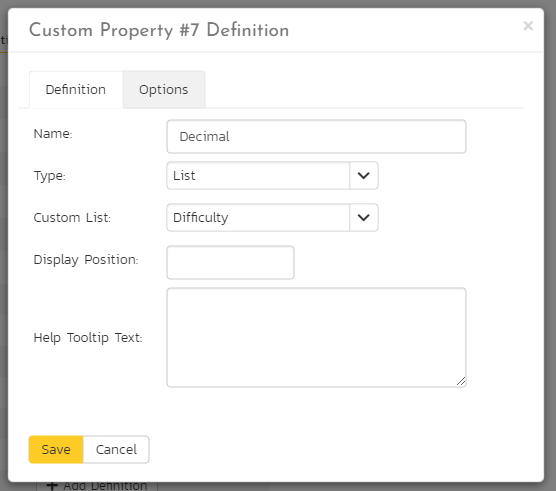 Custom Property #7 Definition
×
Definition Options
Name: Decimal
Type: List
Custom List: Difficulty
Display Position:
Help Tooltip Text:
Save Cancel
Add Definition